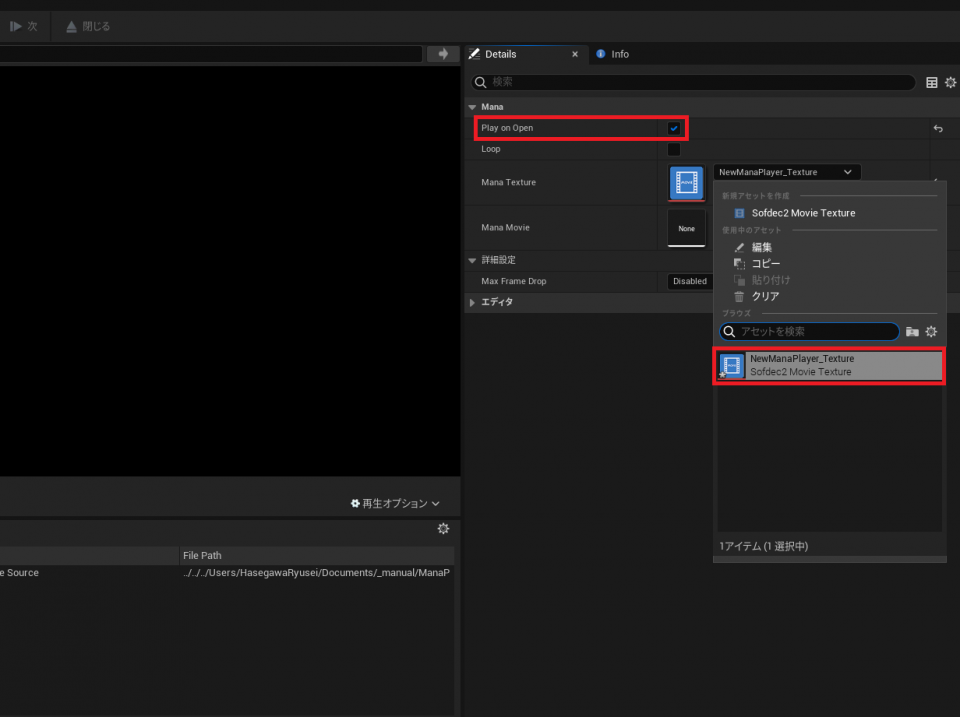 次 閉じる
Details Info
検索
Mana
Play on Open
Loop
Mana Texture
NewManaPlayer_Texture
新規アセットを作成
Sofdec2 Movie Texture
使用中のアセット
編集
コピー
貼り付け
クリア
ブラウズ
アセットを検索
NewManaPlayer_Texture
Sofdec2 Movie Texture
1アイテム (1 選択中)
Mana Movie
None
詳細設定
Max Frame Drop
Disabled
エディタ
再生オプション
File Path
e Source
../../../Users/HasegawaRyusei/Documents/_manual/ManaP